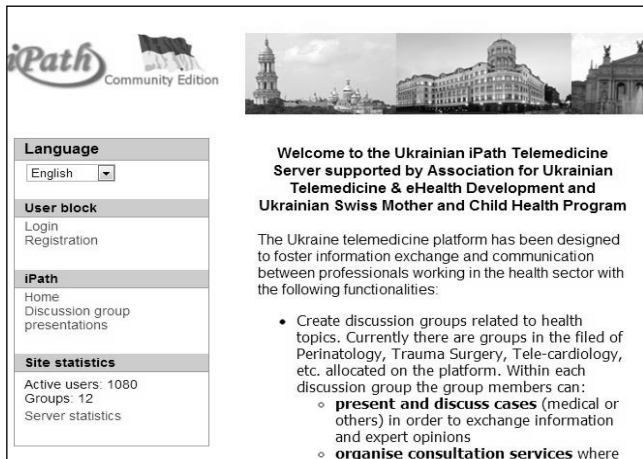 iPath
Community Edition
Language
English
User block
Login
Registration
iPath
Home
Discussion group
presentations
Site statistics
Active users: 1080
Groups: 12
Server statistics
Welcome to the Ukrainian iPath Telemedicine
Server supported by Association for Ukrainian
Telemedicine & eHealth Development and
Ukrainian Swiss Mother and Child Health Program
The Ukraine telemedicine platform has been designed
to foster information exchange and communication
between professionals working in the health sector with
the following functionalities:
• Create discussion groups related to health
topics. Currently there are groups in the filed of
Perinatology, Trauma Surgery, Tele-cardiology,
etc. allocated on the platform. Within each
discussion group the group members can:
◦ present and discuss cases (medical or
others) in order to exchange information
and expert opinions
◦ organise consultation services where